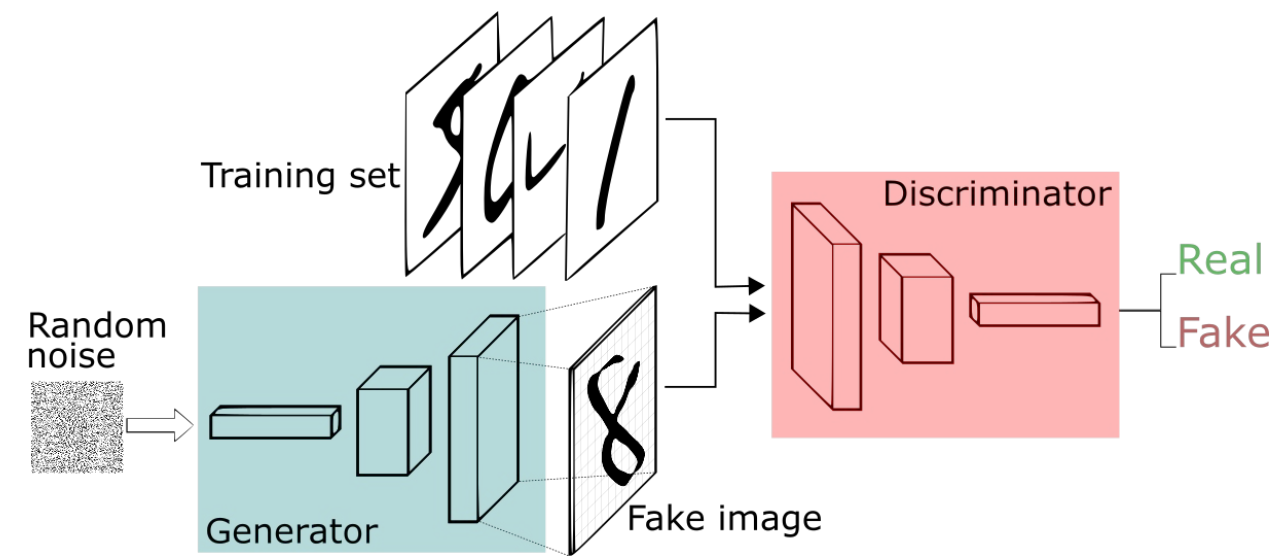 Training set
Discriminator
Real
Fake
Random
noise
Generator
Fake image